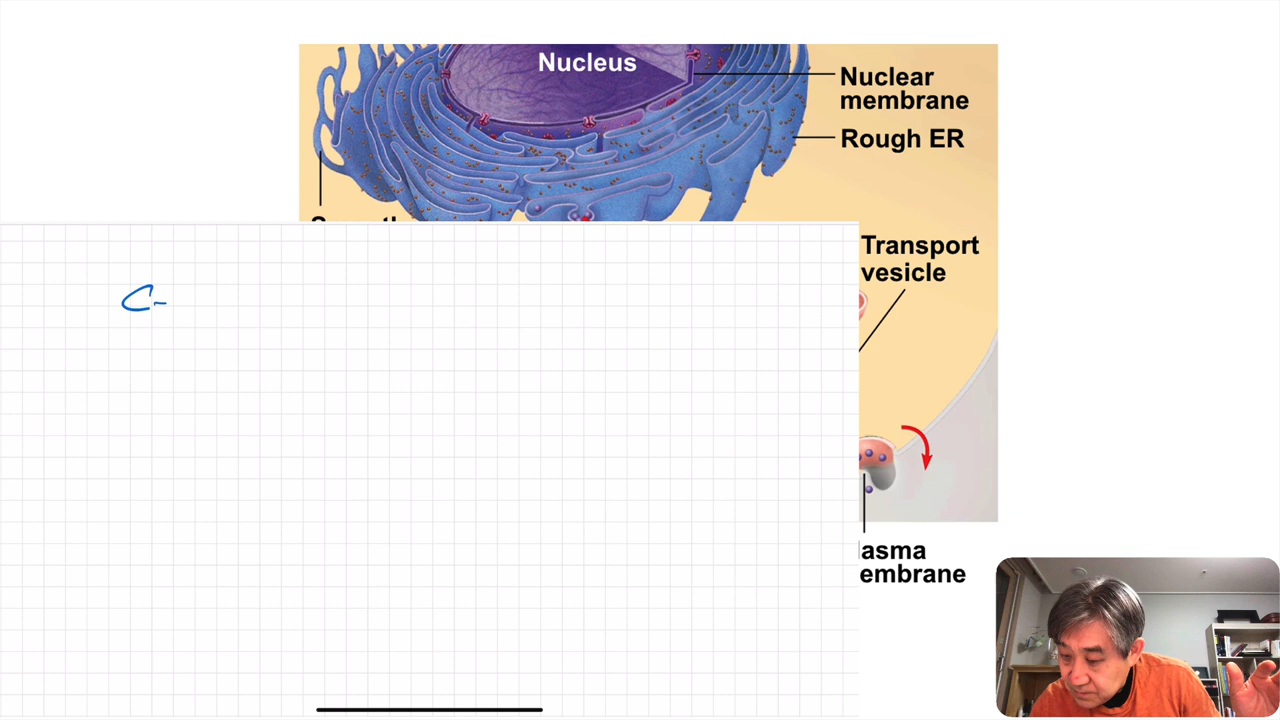 Nucleus
Nuclear
membrane
Rough ER
Transport
vesicle
C-
lasma
embrane